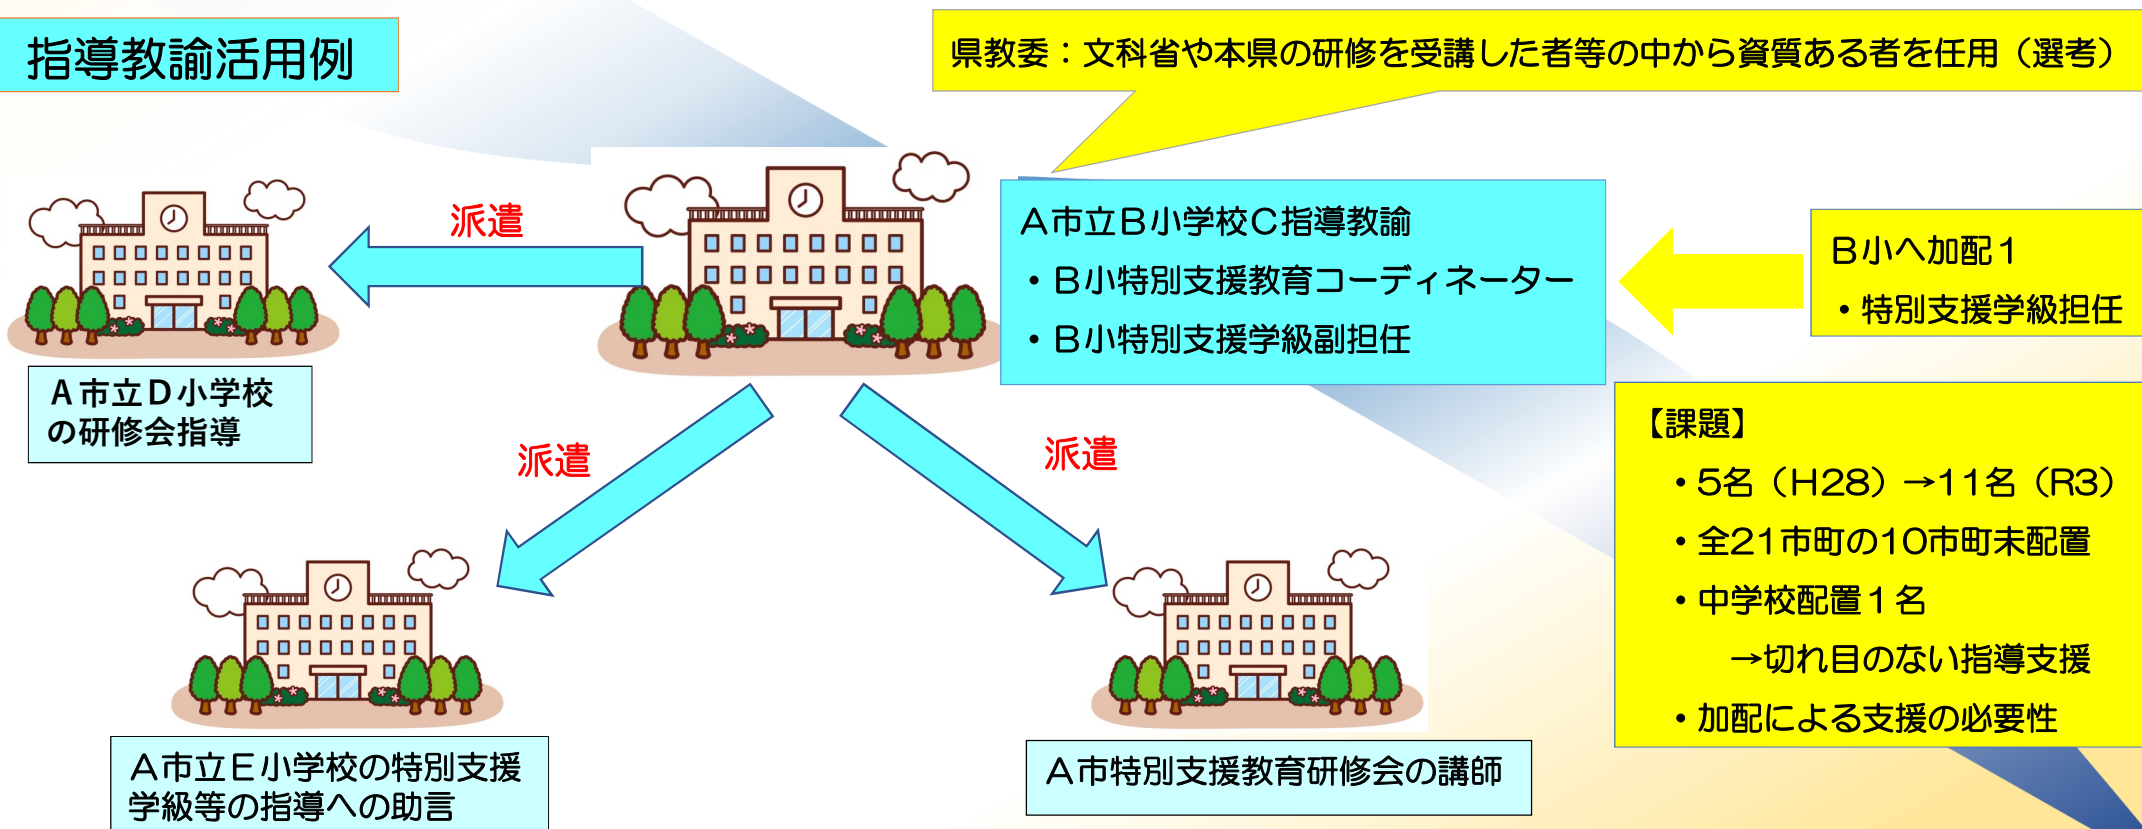 指導教諭活用例
県教委：文科省や本県の研修を受講した者等の中から資質ある者を任用（選考）
派遣
A市立B小学校C指導教諭
・B小特別支援教育コーディネーター
・B小特別支援学級副担任
B小へ加配１
・特別支援学級担任
A市立D小学校
の研修会指導
派遣
派遣
【課題】
・5名（H28）→11名（R3）
・全21市町の10市町未配置
・中学校配置１名
→切れ目のない指導支援
・加配による支援の必要性
A市立E小学校の特別支援
学級等の指導への助言
A市特別支援教育研修会の講師